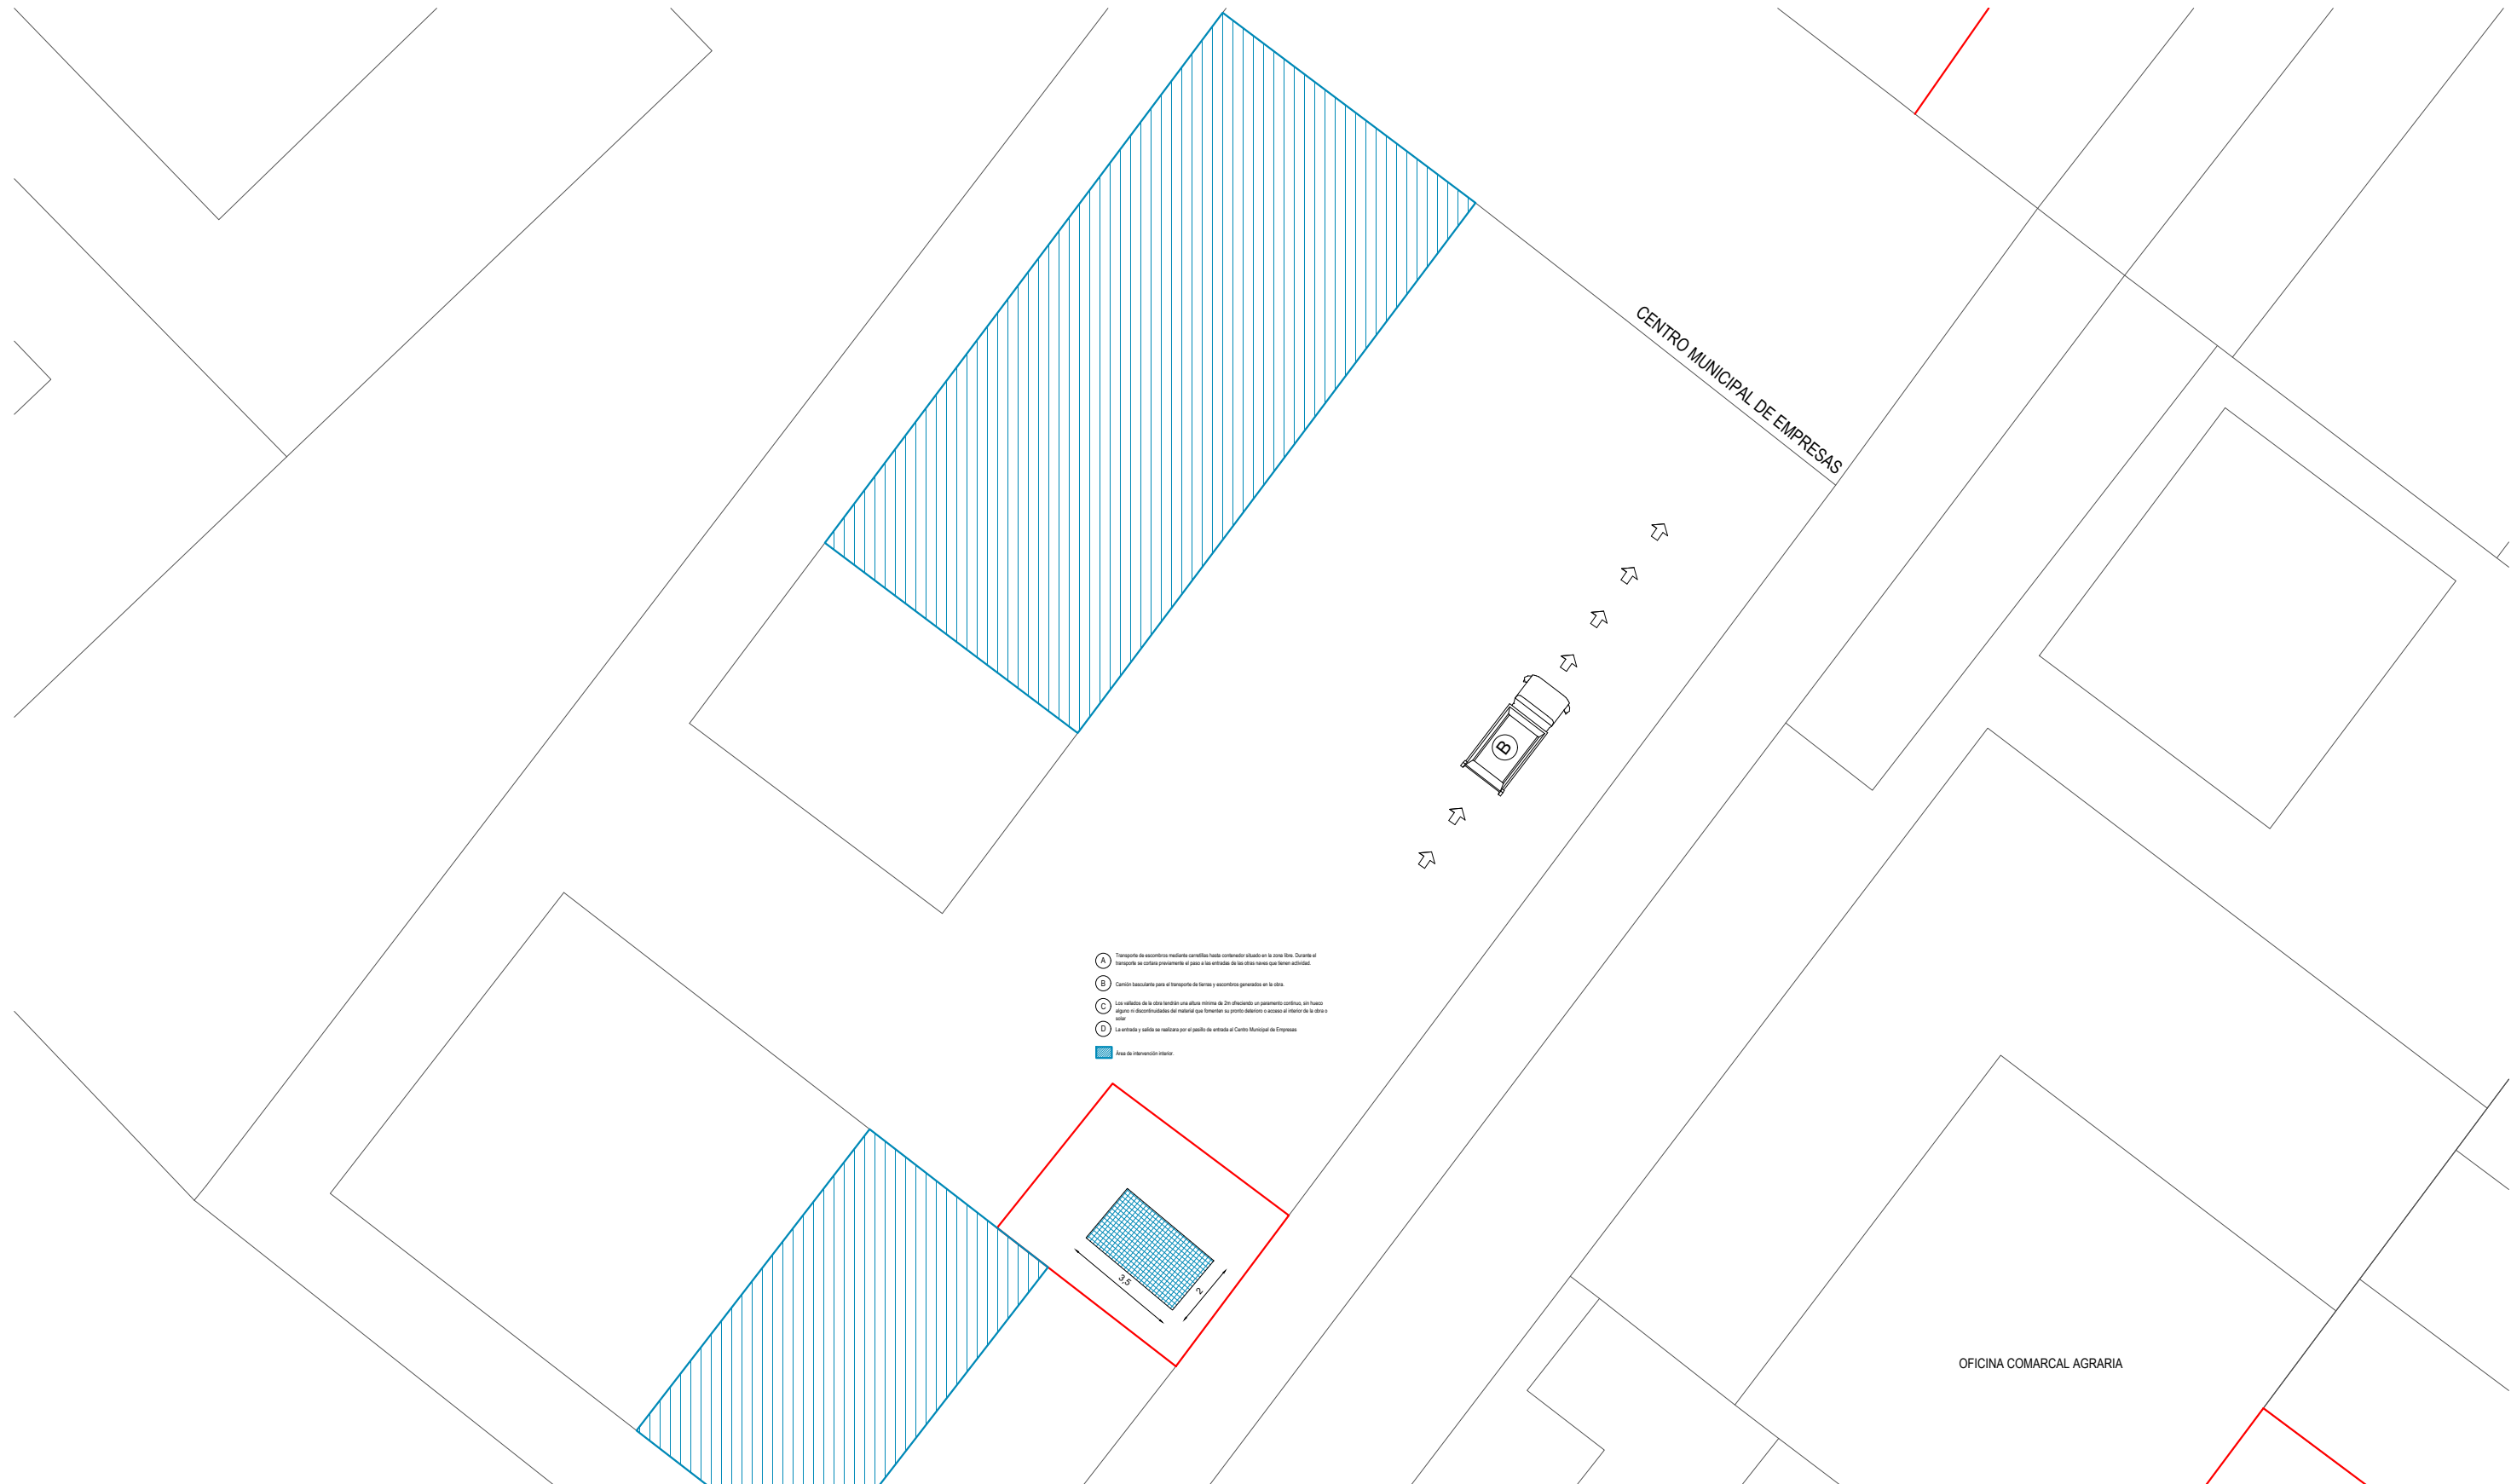 CENTRO MUNICIPAL DE EMPRESAS
B
A Transporte de escombros mediante carretillas hasta contenedor situado en la zona libre. Durante el
transporte se cortara previamente el paso a las entradas de las otras naves que tienen actividad.
B Camión basculante para el transporte de tierras y escombros generados en la obra.
C Los vallados de la obra tendrán una altura mínima de 2m ofreciendo un paramento continuo, sin hueco
alguno ni discontinuidades del material que fomenten su pronto deterioro o acceso al interior de la obra o
solar
D La entrada y salida se realizara por el pasillo de entrada al Centro Municipal de Empresas
Área de intervención interior.
3,5
2
OFICINA COMARCAL AGRARIA